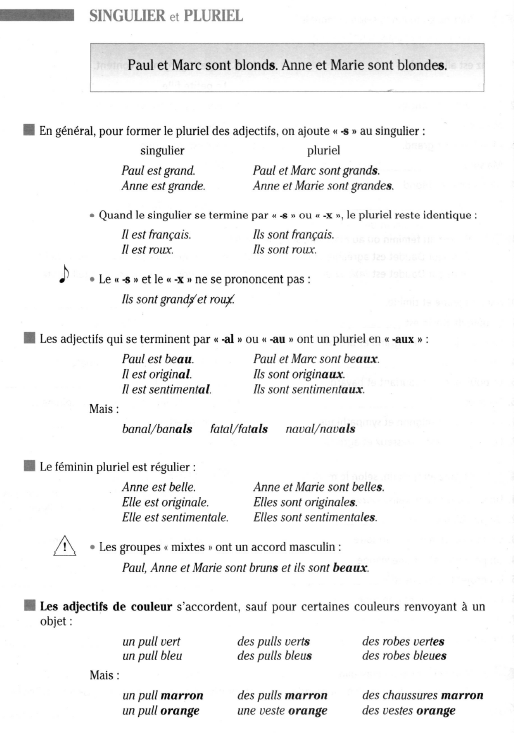 SINGULIER et PLURIEL
Paul et Marc sont blonds. Anne et Marie sont blondes.
En général, pour former le pluriel des adjectifs, on ajoute « -s » au singulier :
singulier pluriel
Paul est grand. Paul et Marc sont grands.
Anne est grande. Anne et Marie sont grandes.
• Quand le singulier se termine par « -s » ou « -x », le pluriel reste identique :
Il est français. Ils sont français.
Il est roux. Ils sont roux.
• Le « -s » et le « -x » ne se prononcent pas :
Ils sont grands et roux.
Les adjectifs qui se terminent par « -al » ou « -au » ont un pluriel en « -aux » :
Paul est beau. Paul et Marc sont beaux.
Il est original. Ils sont originaux.
Il est sentimental. Ils sont sentimentaux.
Mais :
banal/banals fatal/fatals naval/navals
Le féminin pluriel est régulier :
Anne est belle. Anne et Marie sont belles.
Elle est originale. Elles sont originales.
Elle est sentimentale. Elles sont sentimentales.
• Les groupes « mixtes » ont un accord masculin :
Paul, Anne et Marie sont bruns et ils sont beaux.
Les adjectifs de couleur s'accordent, sauf pour certaines couleurs renvoyant à un
objet :
un pull vert des pulls verts des robes vertes
un pull bleu des pulls bleus des robes bleues
Mais :
un pull marron des pulls marron des chaussures marron
un pull orange une veste orange des vestes orange